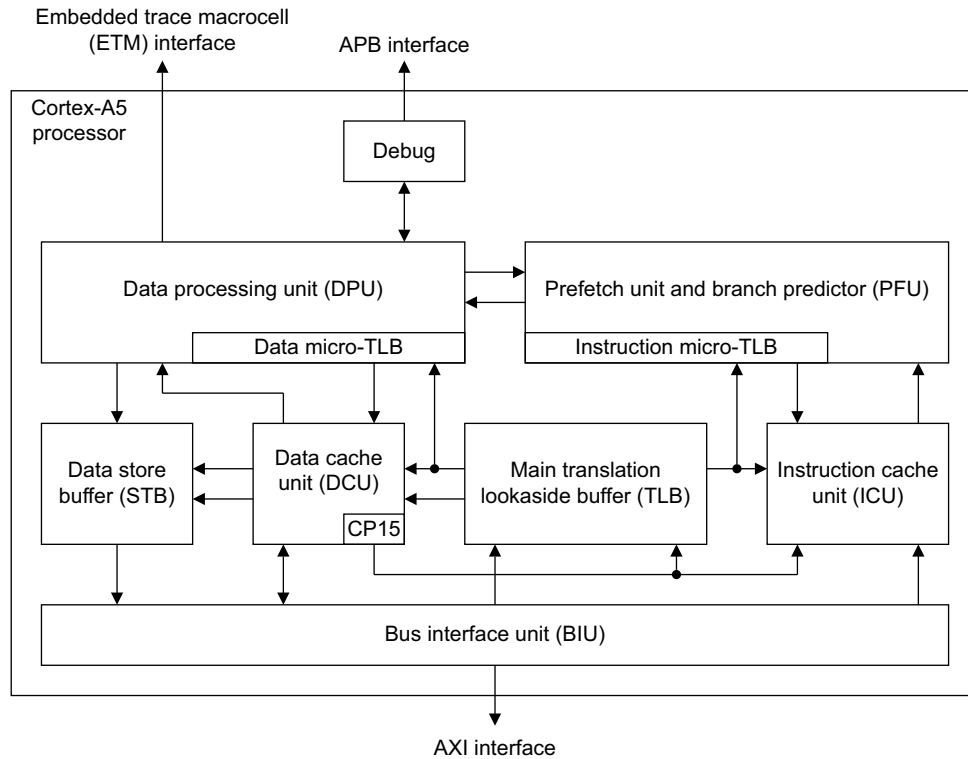 Embedded trace macrocell
(ETM) interface
APB interface
Cortex-A5
processor
Debug
Data processing unit (DPU)
Prefetch unit and branch predictor (PFU)
Data micro-TLB
Instruction micro-TLB
Data store
buffer (STB)
Data cache
unit (DCU)
CP15
Main translation
lookaside buffer (TLB)
Instruction cache
unit (ICU)
Bus interface unit (BIU)
AXI interface